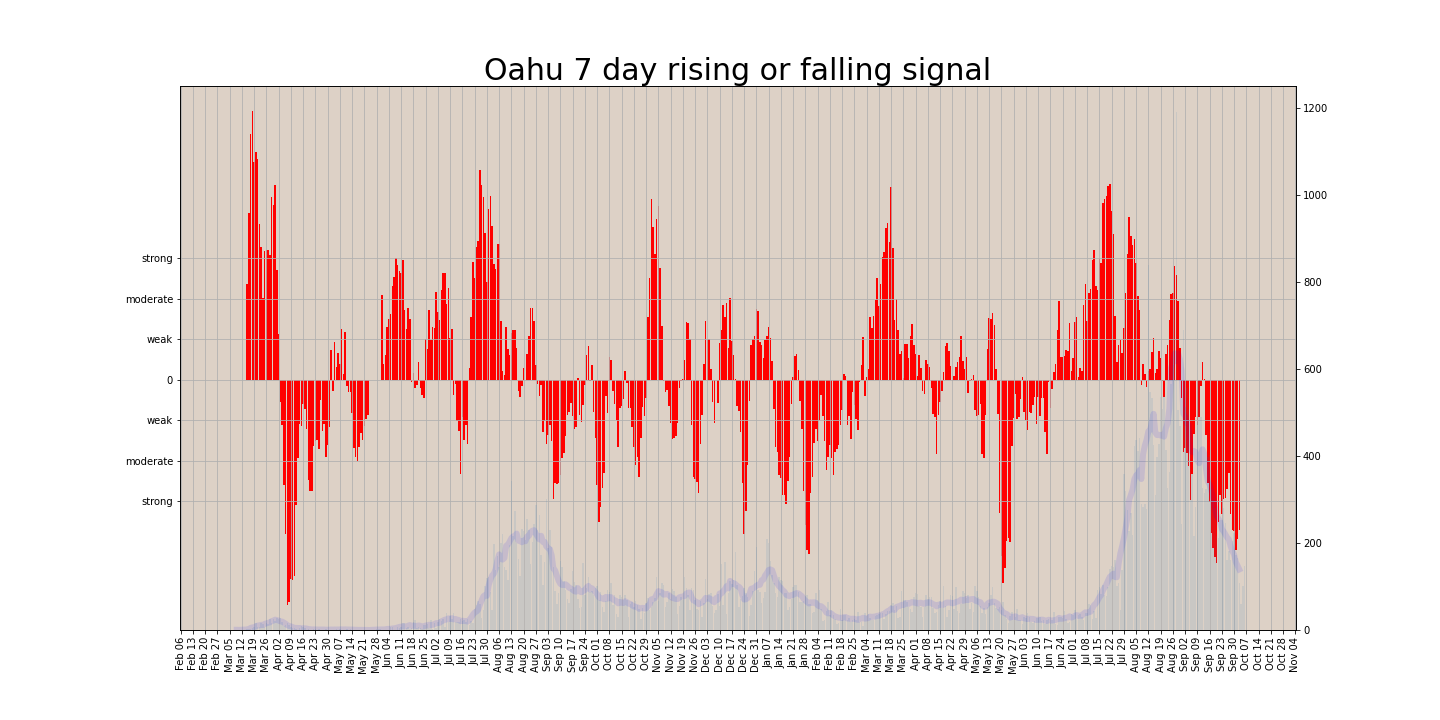 Oahu 7 day rising or falling signal
strong
moderate
weak
0
weak
moderate
strong
1200
1000
800
600
400
200
0
Feb 06
Feb 13
Feb 20
Feb 27
Mar 05
Mar 12
Mar 19
Mar 26
Apr 02
Apr 09
Apr 16
Apr 23
Apr 30
May 07
May 14
May 21
May 28
Jun 04
Jun 11
Jun 18
Jun 25
Jul 02
Jul 09
Jul 16
Jul 23
Jul 30
Aug 06
Aug 13
Aug 20
Aug 27
Sep 03
Sep 10
Sep 17
Sep 24
Oct 01
Oct 08
Oct 15
Oct 22
Oct 29
Nov 05
Nov 12
Nov 19
Nov 26
Dec 03
Dec 10
Dec 17
Dec 24
Dec 31
Jan 07
Jan 14
Jan 21
Jan 28
Feb 04
Feb 11
Feb 18
Feb 25
Mar 04
Mar 11
Mar 18
Mar 25
Apr 01
Apr 08
Apr 15
Apr 22
Apr 29
May 06
May 13
May 20
May 27
Jun 03
Jun 10
Jun 17
Jun 24
Jul 01
Jul 08
Jul 15
Jul 22
Jul 29
Aug 05
Aug 12
Aug 19
Aug 26
Sep 02
Sep 09
Sep 16
Sep 23
Sep 30
Oct 07
Oct 14
Oct 21
Oct 28
Nov 04